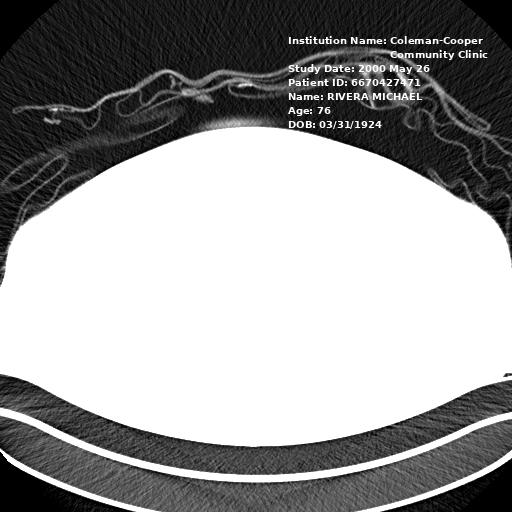 Institution Name: Coleman-Cooper
Community Clinic
Study Date: 2000 May 26
Patient ID: 6670427471
Name: RIVERA MICHAEL
Age: 76
DOB: 03/31/1924